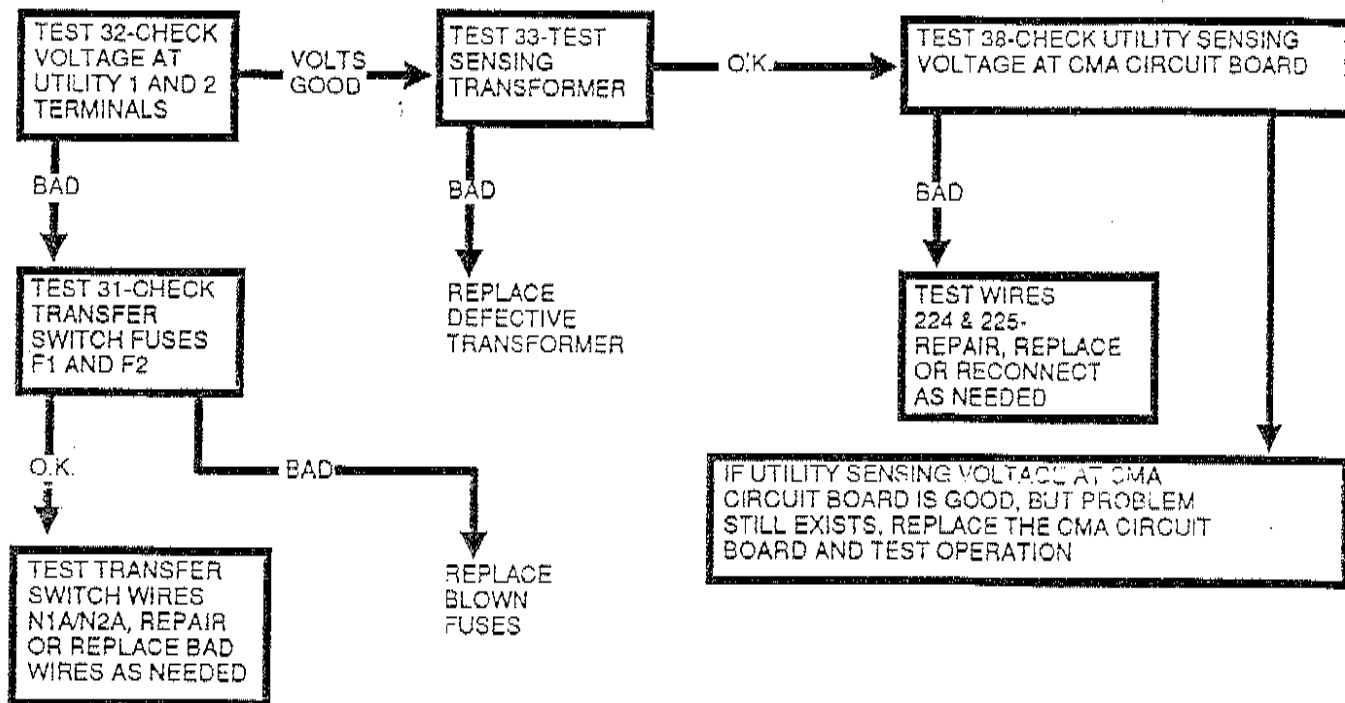 TEST 32-CHECK
VOLTAGE AT
UTILITY 1 AND 2
TERMINALS
VOLTS
GOOD
TEST 33-TEST
SENSING
TRANSFORMER
O.K.
TEST 38-CHECK UTILITY SENSING
VOLTAGE AT CMA CIRCUIT BOARD
BAD
BAD
BAD
TEST 31-CHECK
TRANSFER
SWITCH FUSES
F1 AND F2
REPLACE
DEFECTIVE
TRANSFORMER
TEST WIRES
224 & 225-
REPAIR, REPLACE
OR RECONNECT
AS NEEDED
O.K.
BAD
IF UTILITY SENSING VOLTAGE AT CMA
CIRCUIT BOARD IS GOOD, BUT PROBLEM
STILL EXISTS, REPLACE THE CMA CIRCUIT
BOARD AND TEST OPERATION
TEST TRANSFER
SWITCH WIRES
N1A/N2A, REPAIR
OR REPLACE BAD
WIRES AS NEEDED
REPLACE
BLOWN
FUSES